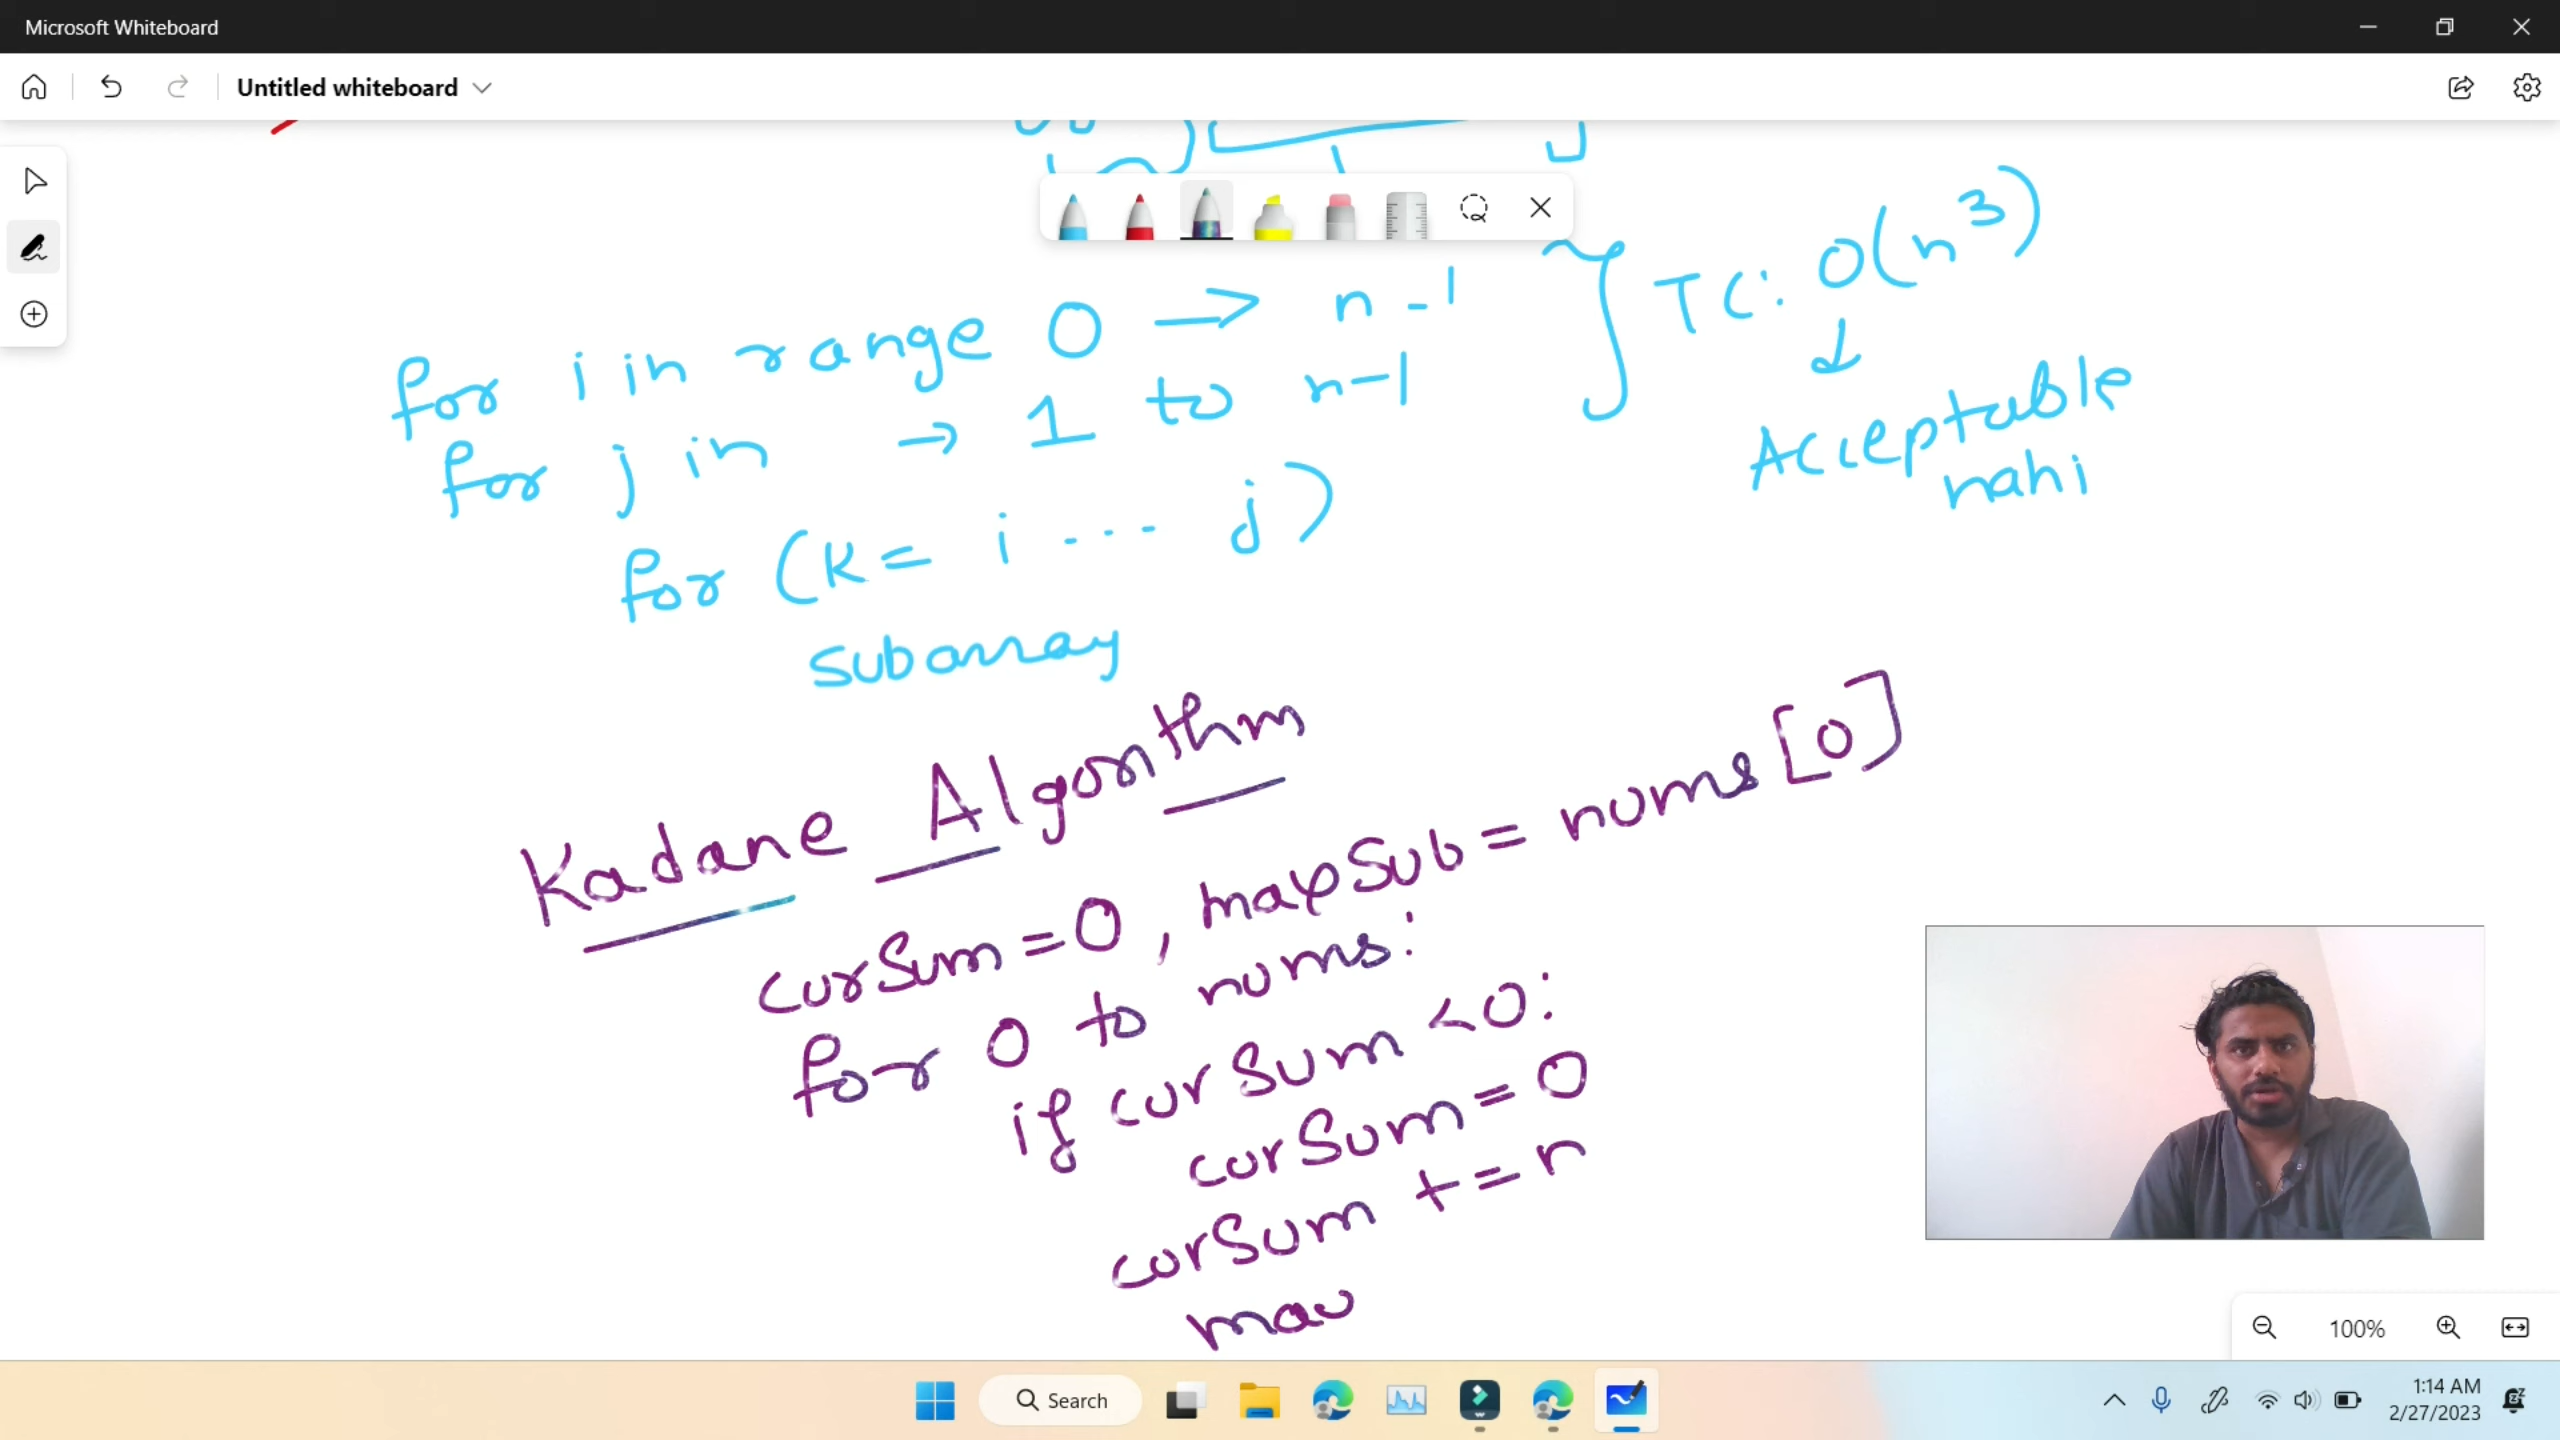 Microsoft Whiteboard
Untitled whiteboard
TC: O(n³)
↓
Acceptable
nahi
for i in range 0 → n-1
for j in → 1 to n-1
for (k = i ... j)
subarray
Kadane Algorithm
curSum = 0, maxSub = nums[0]
for 0 to nums:
if curSum <0:
curSum = 0
curSum += n
100%
Search
1:14 AM
2/27/2023